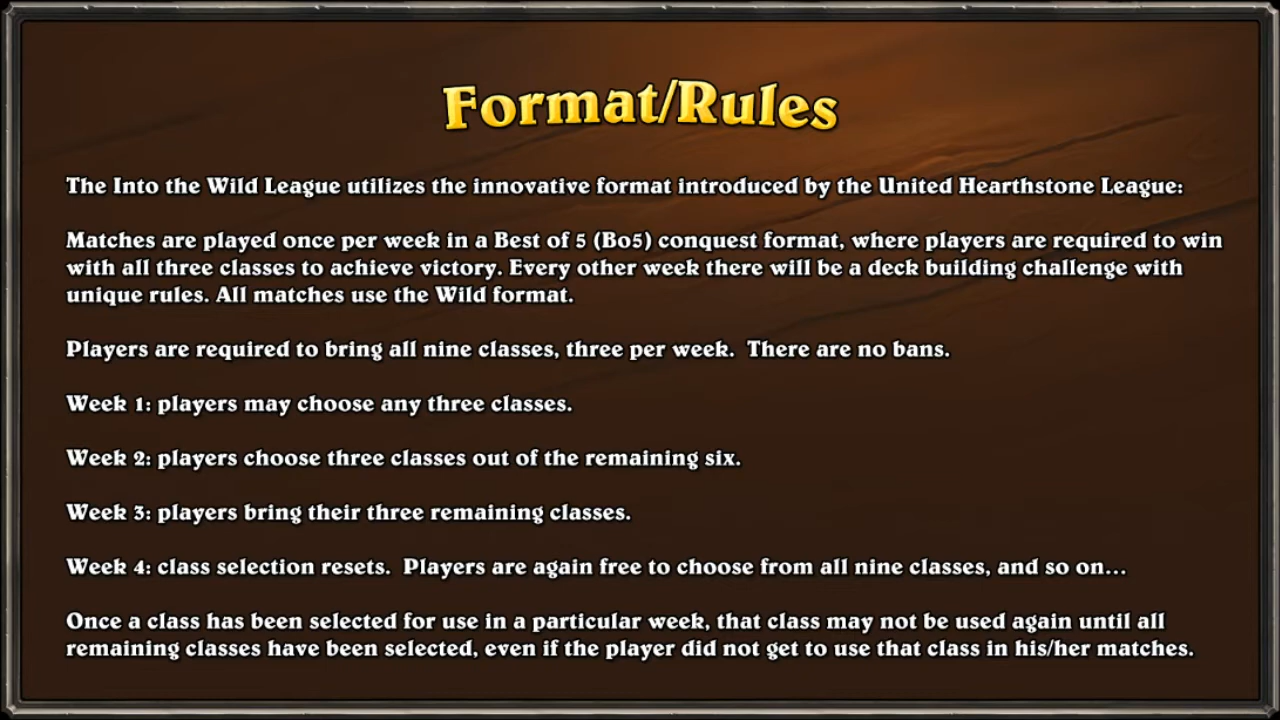 Format/Rules
The Into the Wild League utilizes the innovative format introduced by the United Hearthstone League:
Matches are played once per week in a Best of 5 (Bo5) conquest format, where players are required to win
with all three classes to achieve victory. Every other week there will be a deck building challenge with
unique rules. All matches use the Wild format.
Players are required to bring all nine classes, three per week.  There are no bans.
Week 1: players may choose any three classes.
Week 2: players choose three classes out of the remaining six.
Week 3: players bring their three remaining classes.
Week 4: class selection resets.  Players are again free to choose from all nine classes, and so on...
Once a class has been selected for use in a particular week, that class may not be used again until all
remaining classes have been selected, even if the player did not get to use that class in his/her matches.